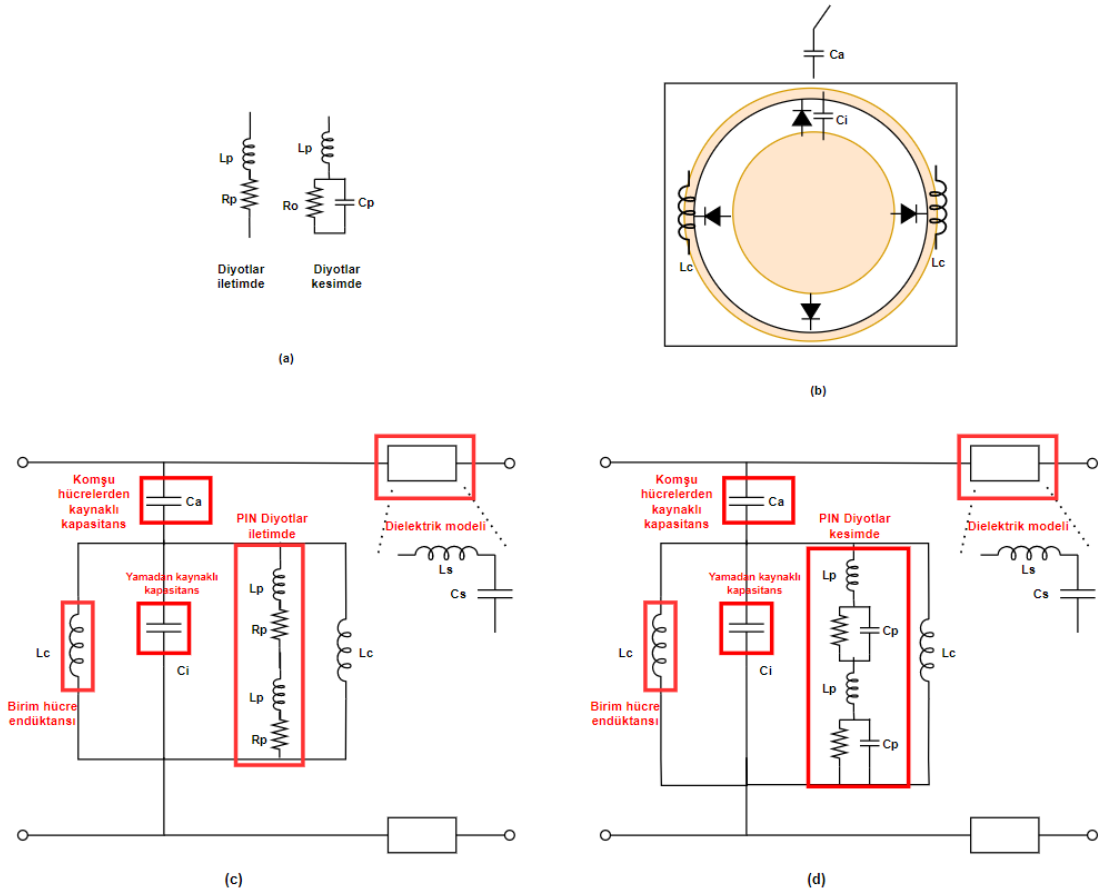 Lp
Rp
Lp
Ro
Cp
Diyotlar
iletimde
Diyotlar
kesimde
(a)
Ca
Ci
Lc
Lc
(b)
Komşu
hücrelerden
kaynaklı
kapasitans
Ca
PIN Diyotlar
iletimde
Dielektrik modeli
Ls
Cs
Yamadan kaynaklı
kapasitans
Lp
Rp
Lc
Ci
Lc
Lp
Rp
Birim hücre
endüktansı
(c)
Komşu
hücrelerden
kaynaklı
kapasitans
Ca
PIN Diyotlar
kesimde
Dielektrik modeli
Ls
Cs
Yamadan kaynaklı
kapasitans
Lp
Cp
Lc
Ci
Lc
Lp
Cp
Birim hücre
endüktansı
(d)